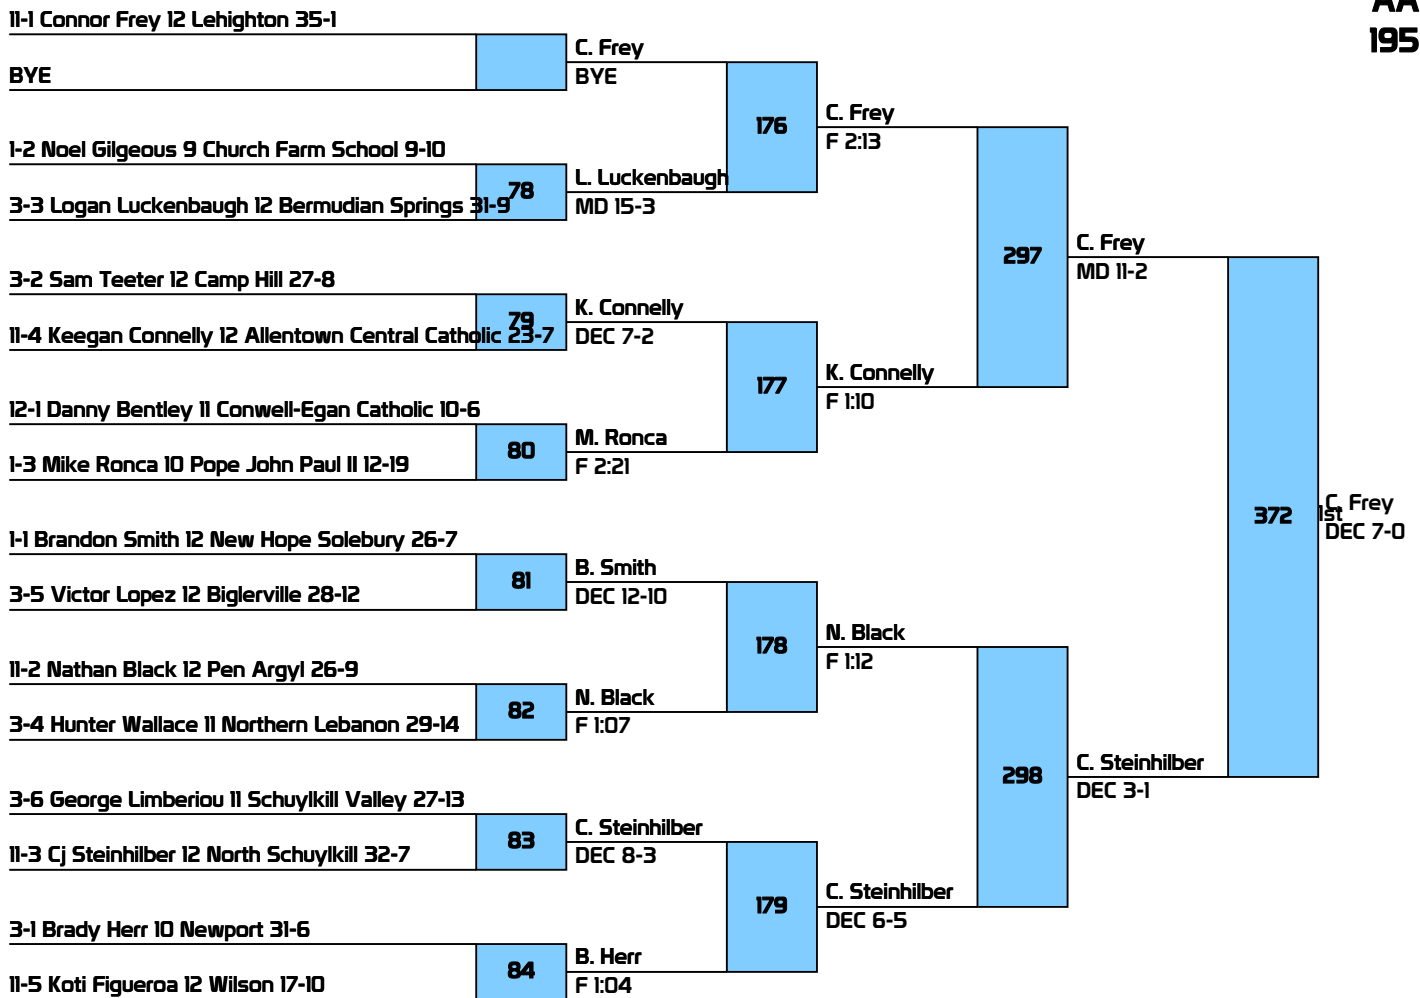 AA
195
11-1 Connor Frey 12 Lehighton 35-1
BYE
1-2 Noel Gilgeous 9 Church Farm School 9-10
3-3 Logan Luckenbaugh 12 Bermudian Springs 31-9
3-2 Sam Teeter 12 Camp Hill 27-8
11-4 Keegan Connelly 12 Allentown Central Catholic 23-7
12-1 Danny Bentley 11 Conwell-Egan Catholic 10-6
1-3 Mike Ronca 10 Pope John Paul II 12-19
1-1 Brandon Smith 12 New Hope Solebury 26-7
3-5 Victor Lopez 12 Biglerville 28-12
11-2 Nathan Black 12 Pen Argyl 26-9
3-4 Hunter Wallace 11 Northern Lebanon 29-14
3-6 George Limberiou 11 Schuylkill Valley 27-13
11-3 Cj Steinhilber 12 North Schuylkill 32-7
3-1 Brady Herr 10 Newport 31-6
11-5 Koti Figueroa 12 Wilson 17-10
78
79
80
81
82
83
84
C. Frey
BYE
L. Luckenbaugh
MD 15-3
K. Connelly
DEC 7-2
M. Ronca
F 2:21
B. Smith
DEC 12-10
N. Black
F 1:07
C. Steinhilber
DEC 8-3
B. Herr
F 1:04
176
177
178
179
C. Frey
F 2:13
K. Connelly
F 1:10
N. Black
F 1:12
C. Steinhilber
DEC 6-5
297
298
C. Frey
MD 11-2
C. Steinhilber
DEC 3-1
372
1st
C. Frey
DEC 7-0